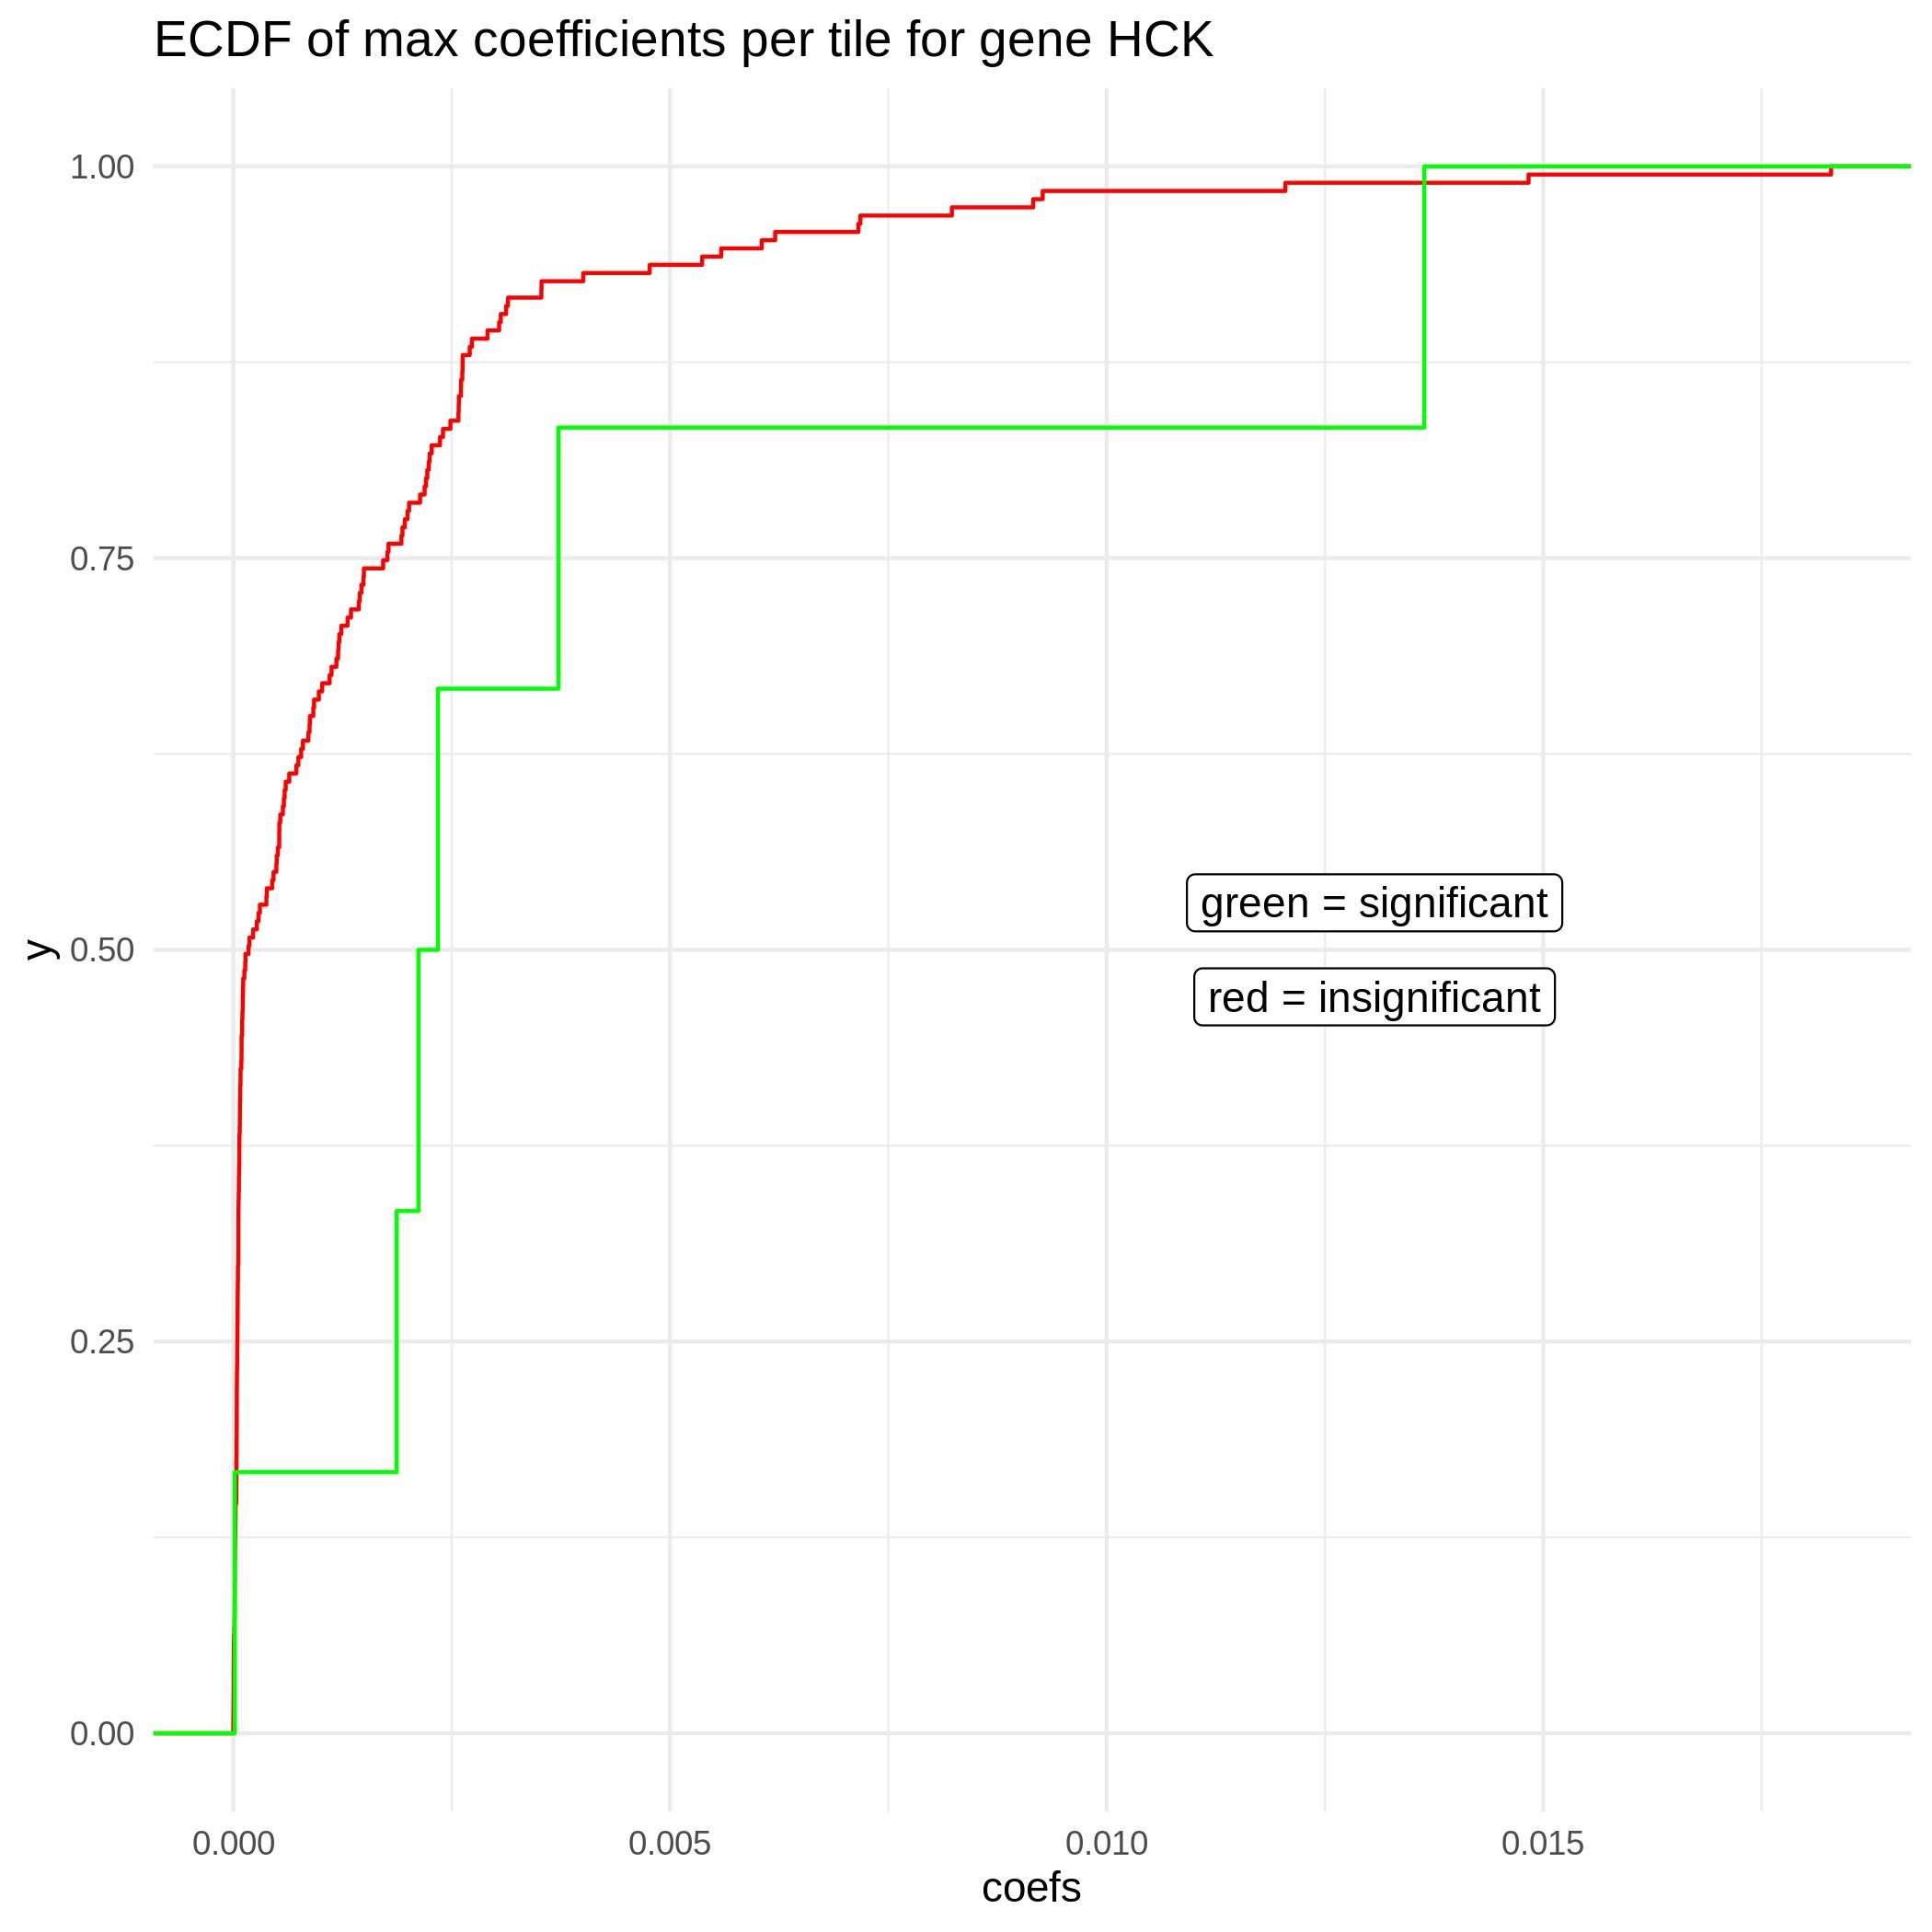 ECDF of max coefficients per tile for gene HCK
1.00
0.75
0.50
0.25
0.00
y
green = significant
red = insignificant
0.000 0.005 0.010 0.015
coefs